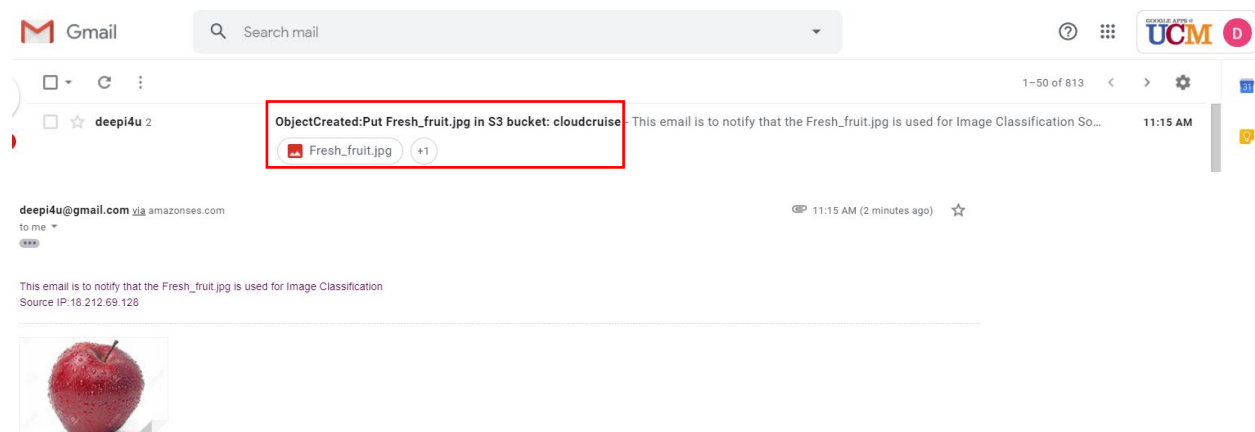 Gmail
Search mail
GOOGLE APPS @
UCM
D
1–50 of 813
31
deepi4u 2
ObjectCreated:Put Fresh_fruit.jpg in S3 bucket: cloudcruise - This email is to notify that the Fresh_fruit.jpg is used for Image Classification So...
11:15 AM
Fresh_fruit.jpg
+1
deepi4u@gmail.com via amazonses.com
11:15 AM (2 minutes ago)
to me
This email is to notify that the Fresh_fruit.jpg is used for Image Classification
Source IP:18.212.69.128